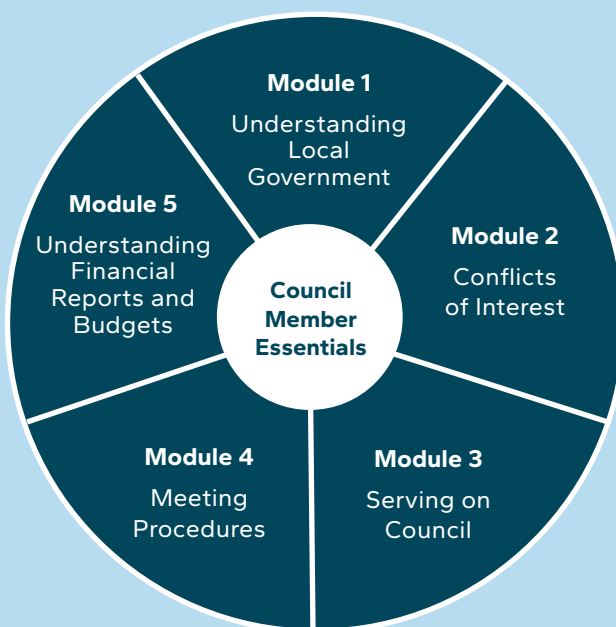 Module 1
Understanding
Local
Government
Module 2
Conflicts
of Interest
Module 3
Serving on
Council
Module 4
Meeting
Procedures
Module 5
Understanding
Financial
Reports and
Budgets
Council
Member
Essentials